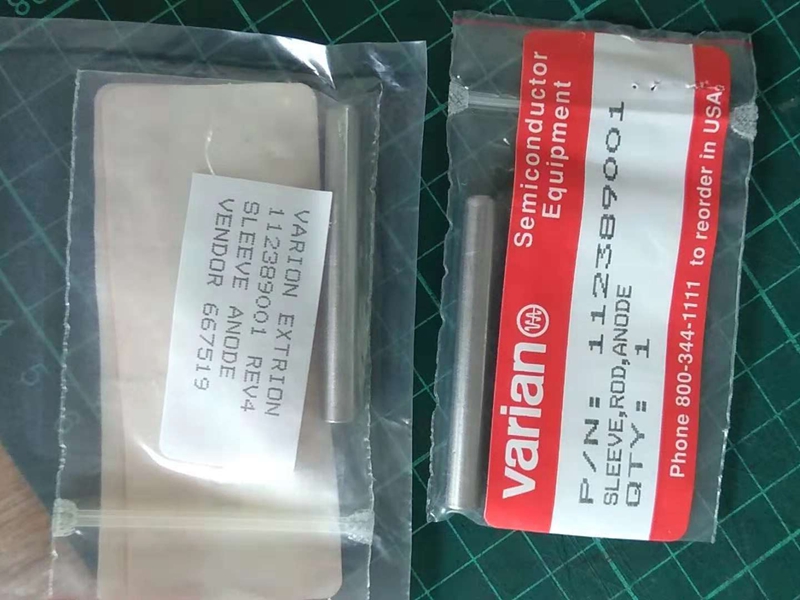 VARION EXTRION
112389001 REV4
SLEEVE ANODE
VENDOR 667519
varian
Semiconductor
Equipment
P/N: 112389001
SLEEVE,ROD,ANODE
QTY: 1
Phone 800-344-1111 to reorder in USA